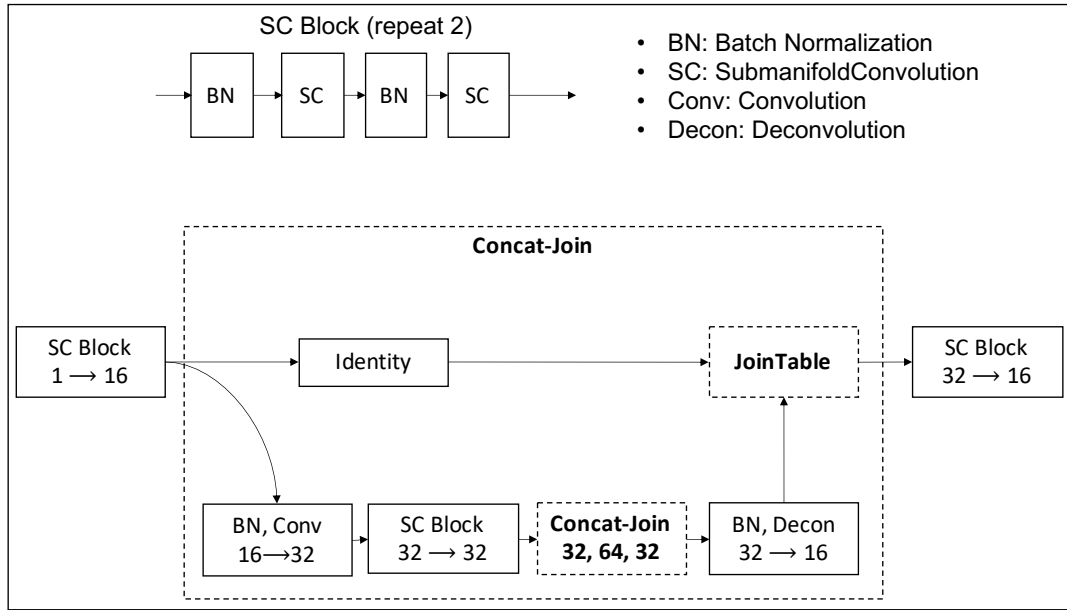 SC Block (repeat 2)
BN
SC
BN
SC
• BN: Batch Normalization
• SC: SubmanifoldConvolution
• Conv: Convolution
• Decon: Deconvolution
Concat-Join
SC Block
1 ⟶ 16
Identity
JoinTable
SC Block
32 ⟶ 16
BN, Conv
16⟶32
SC Block
32 ⟶ 32
Concat-Join
32, 64, 32
BN, Decon
32 ⟶ 16